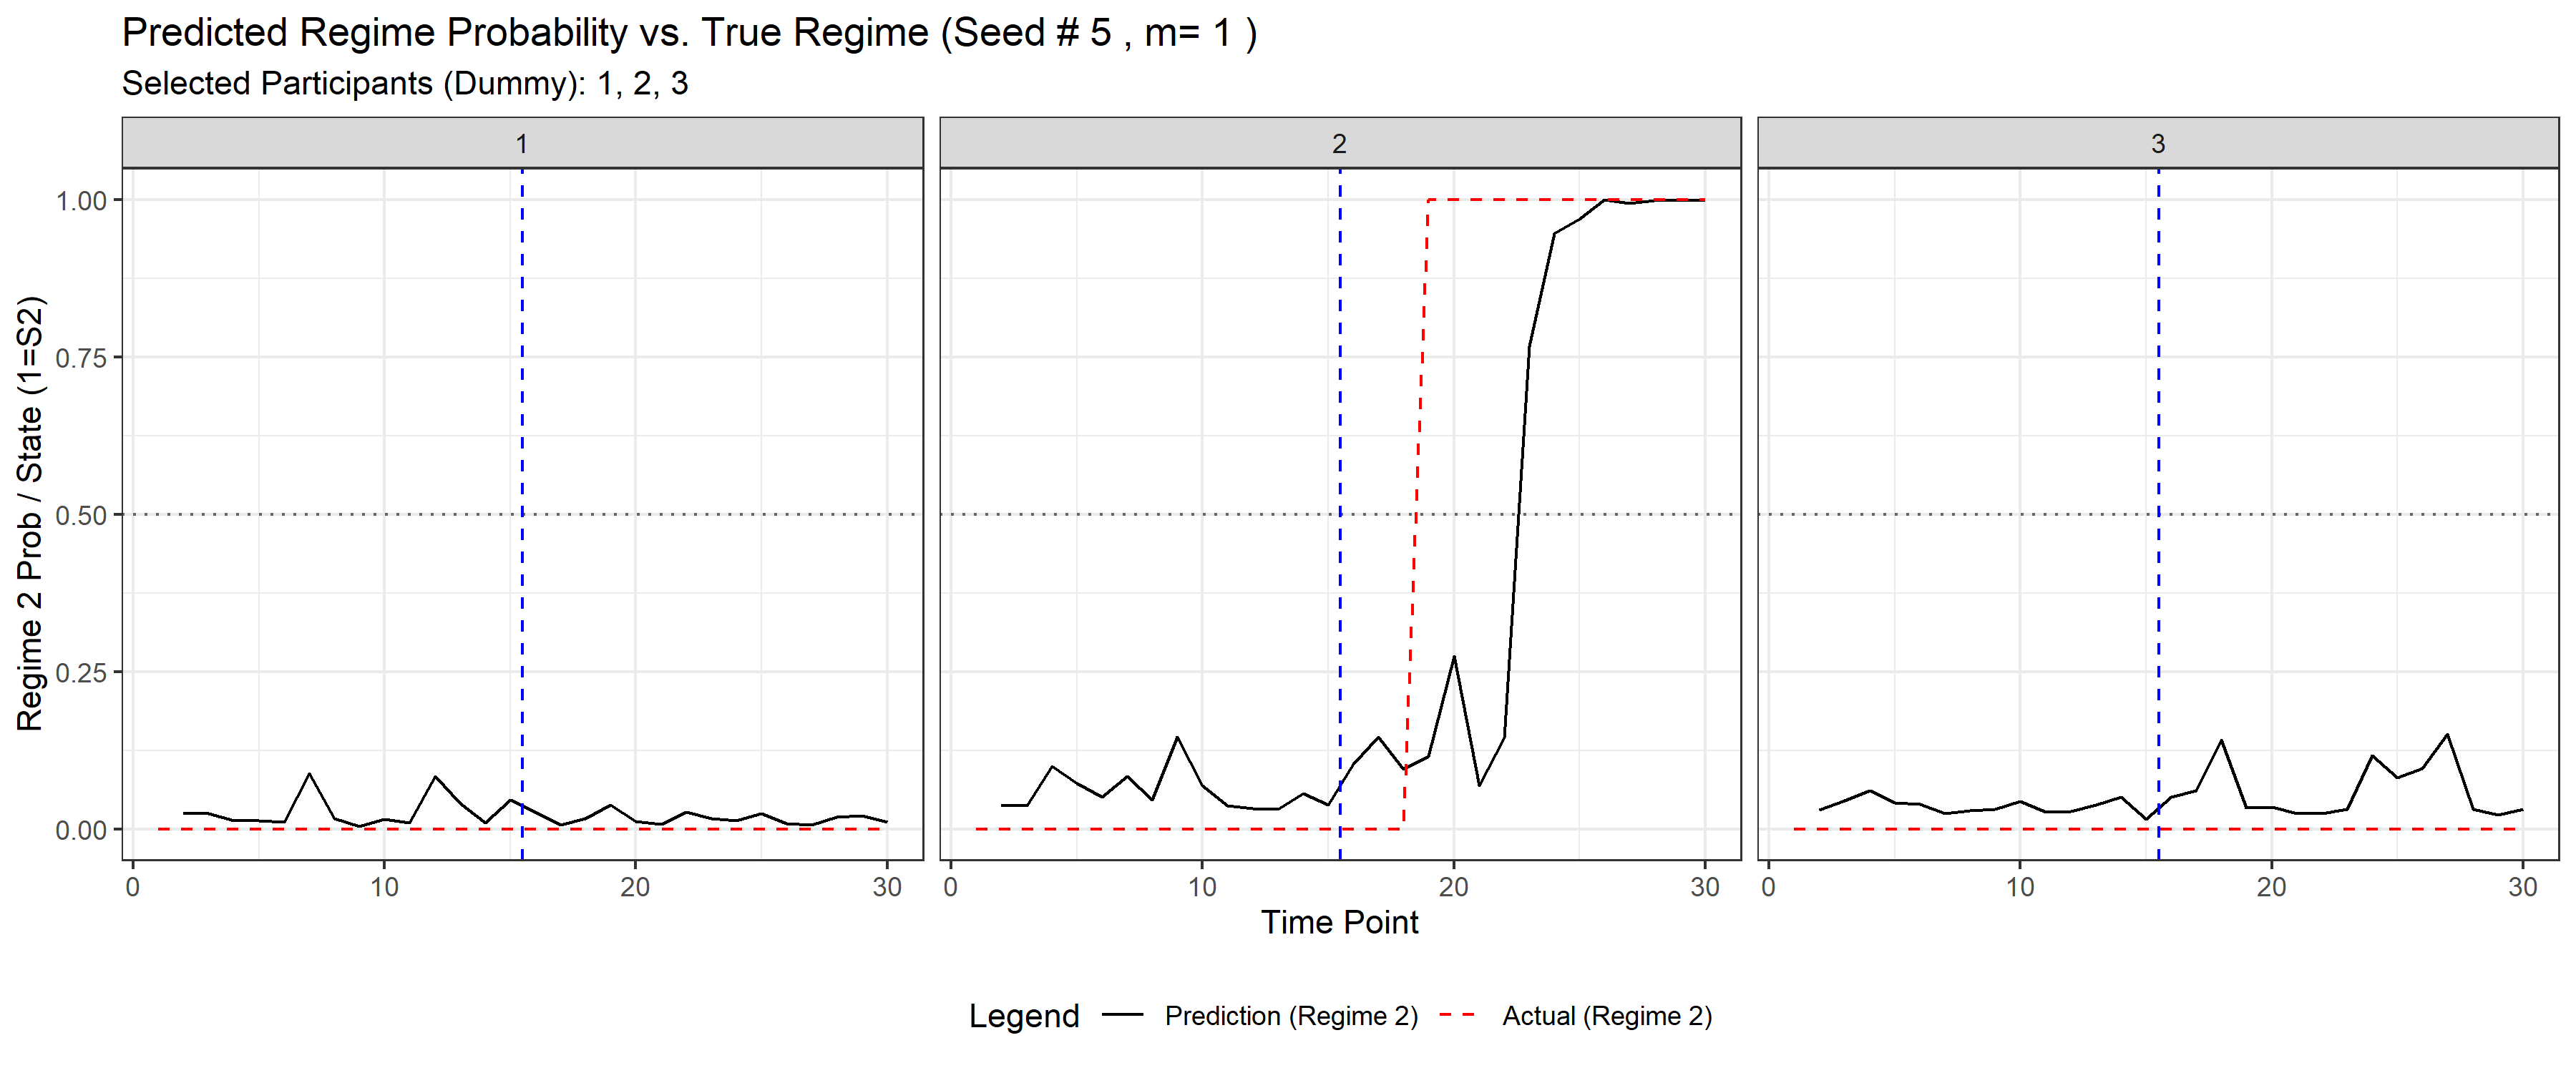 Predicted Regime Probability vs. True Regime (Seed # 5 , m= 1 )
Selected Participants (Dummy): 1, 2, 3
1 2 3
Regime 2 Prob / State (1=S2)
1.00
0.75
0.50
0.25
0.00
0 10 20 30 0 10 20 30 0 10 20 30
Time Point
Legend Prediction (Regime 2) Actual (Regime 2)